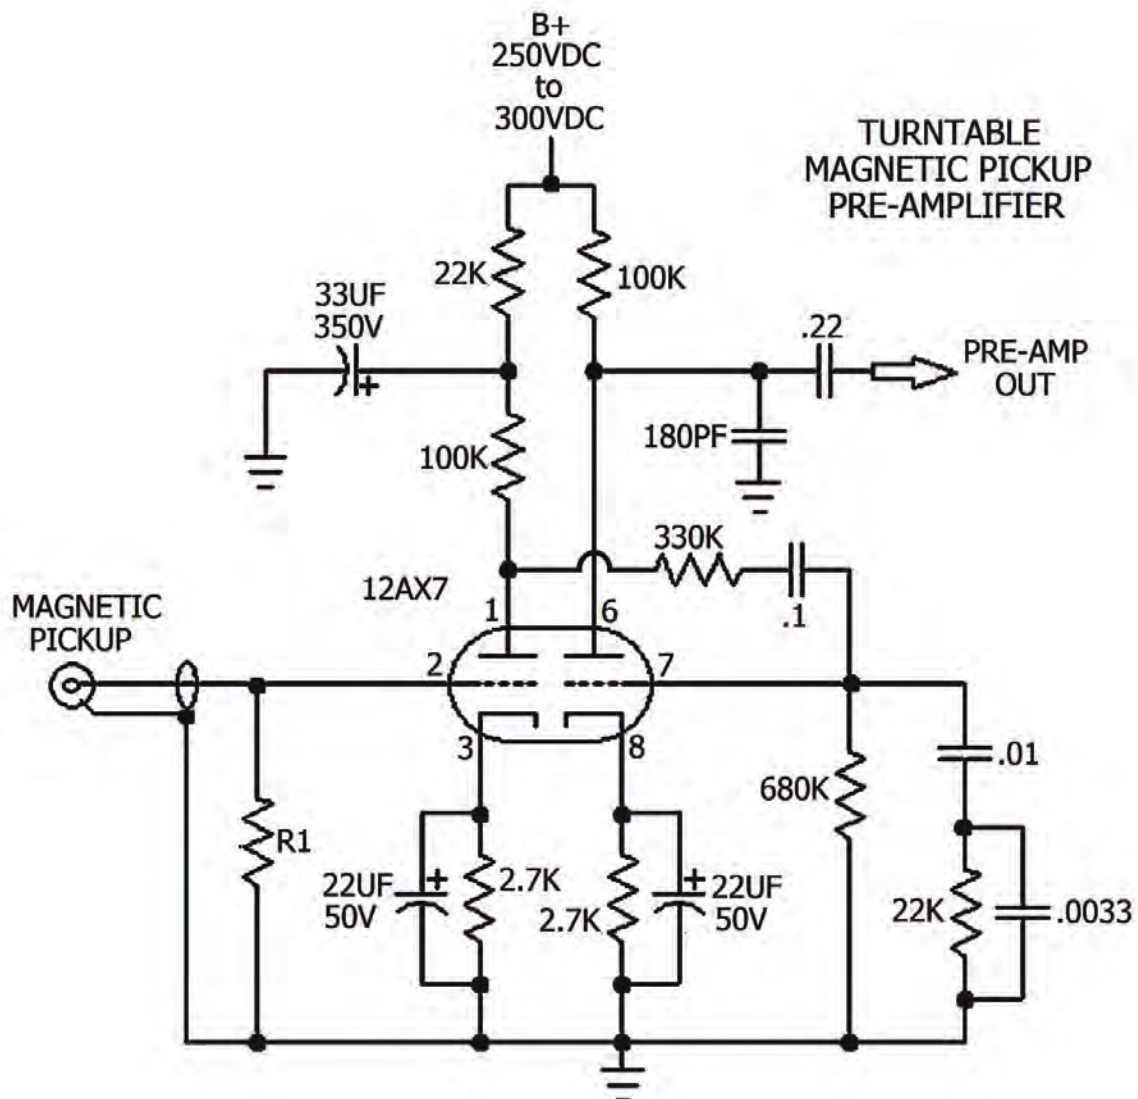 B+
250VDC
to
300VDC
TURNTABLE
MAGNETIC PICKUP
PRE-AMPLIFIER
22K
100K
33UF
350V
.22
PRE-AMP
OUT
180PF
100K
330K
.1
12AX7
1
6
MAGNETIC
PICKUP
2
7
3
8
.01
680K
R1
22UF
50V
+
2.7K
2.7K
+
22UF
50V
22K
.0033
+